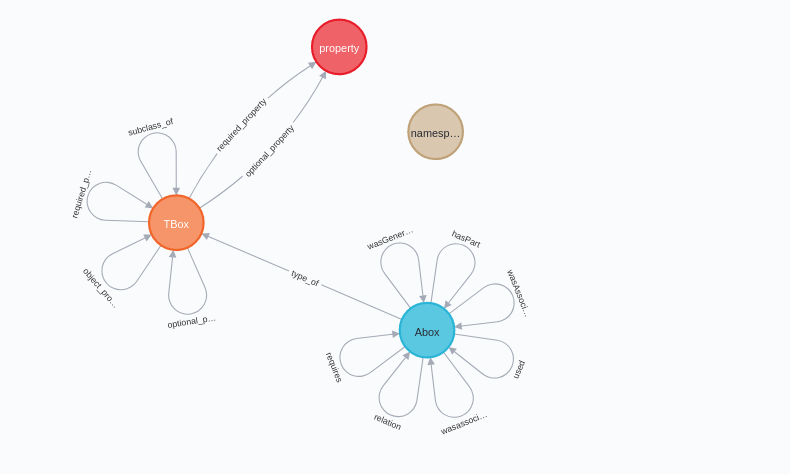 property
namesp…
required_property
optional_property
subclass_of
required_p…
TBox
object_pro…
optional_p…
type_of
wasGener…
hasPart
wasAssoci…
Abox
requires
used
relation
wasassoci…